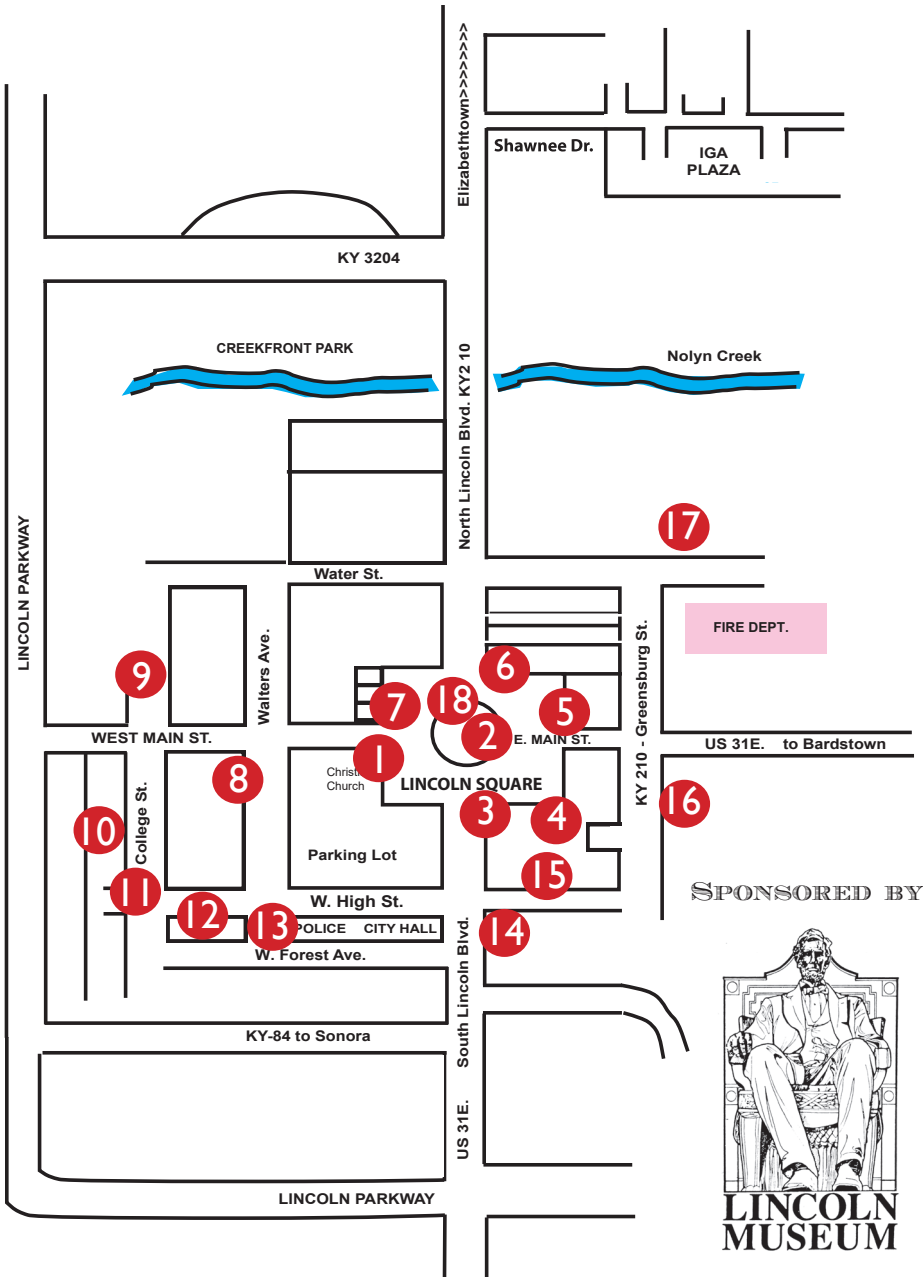 Elizabethtown>>>>>>>>
Shawnee Dr.
IGA
PLAZA
KY 3204
CREEKFRONT PARK
Nolyn Creek
North Lincoln Blvd. KY2 10
LINCOLN PARKWAY
17
Water St.
FIRE DEPT.
Walters Ave.
KY 210 - Greensburg St.
9
6
7
18
5
2
WEST MAIN ST.
E. MAIN ST.
US 31E. to Bardstown
1
8
Christi
Church
LINCOLN SQUARE
3
4
16
10
College St.
Parking Lot
15
11
W. High St.
SPONSORED BY
12
13
POLICE CITY HALL
14
W. Forest Ave.
South Lincoln Blvd.
KY-84 to Sonora
US 31E.
LINCOLN PARKWAY
LINCOLN
MUSEUM